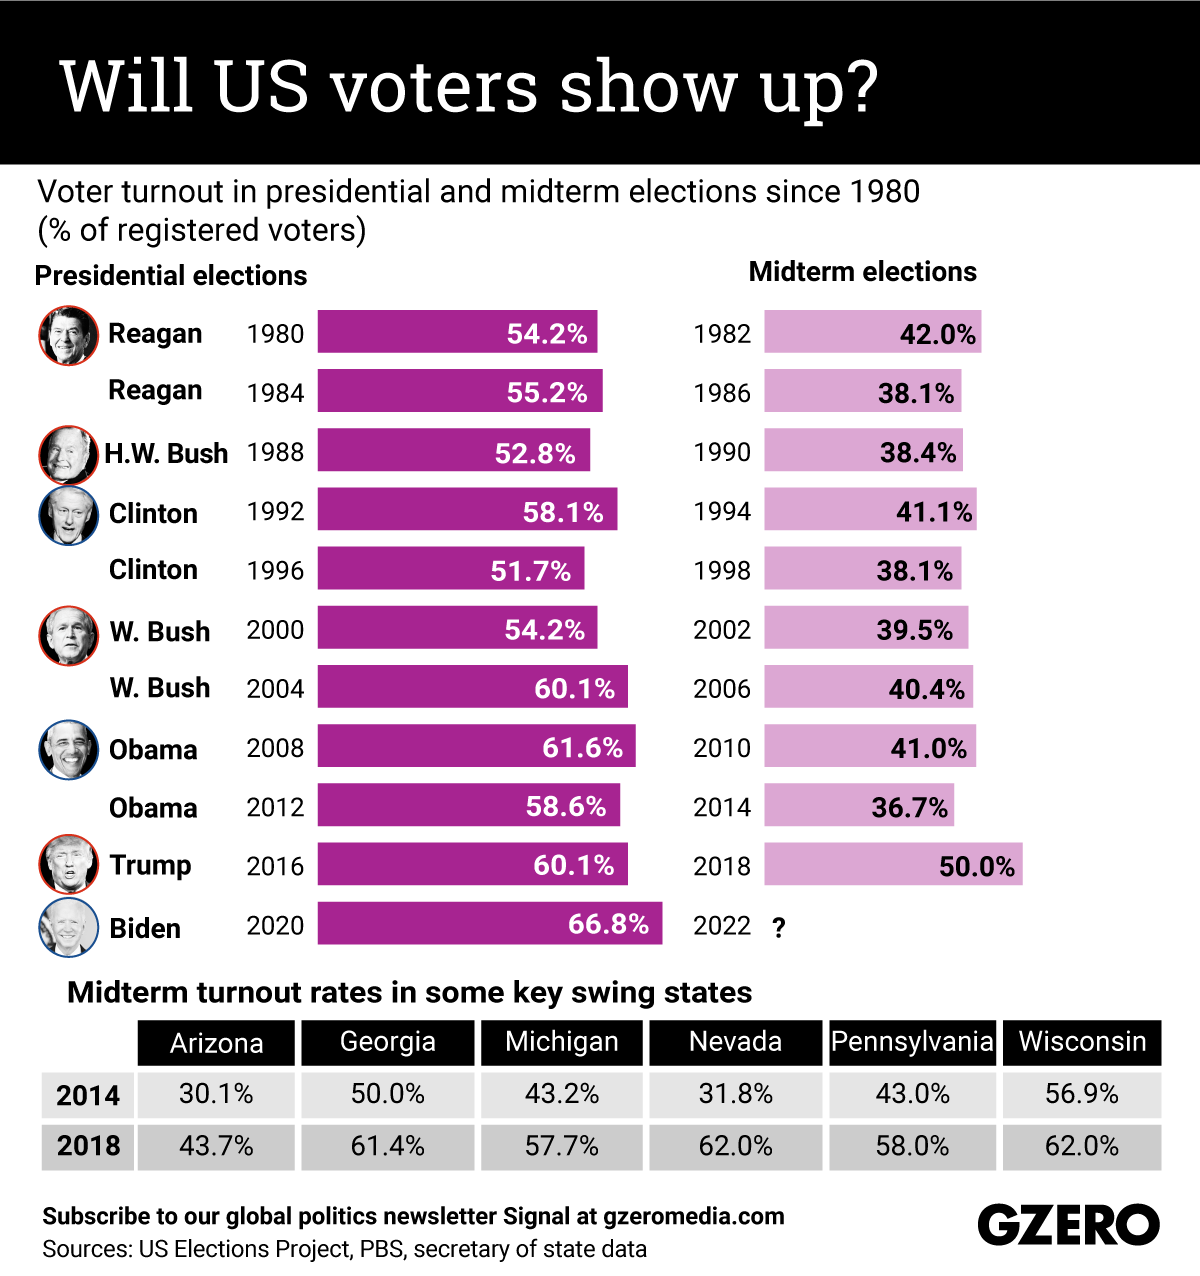 Will US voters show up?
Voter turnout in presidential and midterm elections since 1980
(% of registered voters)
Presidential elections
Midterm elections
Reagan 1980 54.2% 1982 42.0%
Reagan 1984 55.2% 1986 38.1%
H.W. Bush 1988 52.8% 1990 38.4%
Clinton 1992 58.1% 1994 41.1%
Clinton 1996 51.7% 1998 38.1%
W. Bush 2000 54.2% 2002 39.5%
W. Bush 2004 60.1% 2006 40.4%
Obama 2008 61.6% 2010 41.0%
Obama 2012 58.6% 2014 36.7%
Trump 2016 60.1% 2018 50.0%
Biden 2020 66.8% 2022 ?
Midterm turnout rates in some key swing states
Arizona Georgia Michigan Nevada Pennsylvania Wisconsin
2014 30.1% 50.0% 43.2% 31.8% 43.0% 56.9%
2018 43.7% 61.4% 57.7% 62.0% 58.0% 62.0%
Subscribe to our global politics newsletter Signal at gzeromedia.com
Sources: US Elections Project, PBS, secretary of state data
GZERO